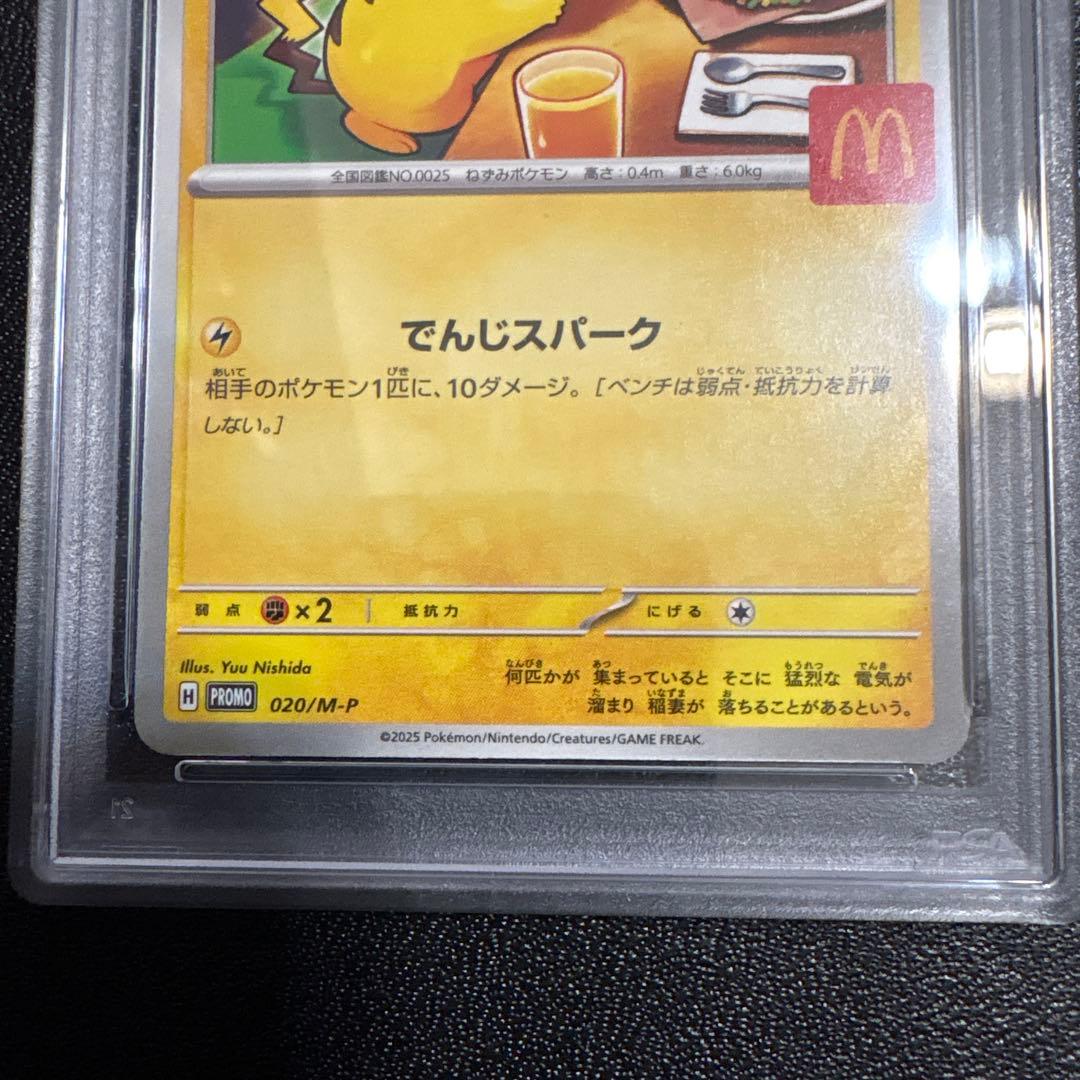 M
全国図鑑NO.0025 ねずみポケモン 高さ:0.4m 重さ:6.0kg
でんじスパーク
相手のポケモン1匹に、10ダメージ。[ベンチは弱点・抵抗力を計算
しない。]
弱点 ×2 抵抗力 にげる
Illus. Yuu Nishida
H PROMO 020/M-P
何匹かが 集まっていると そこに 猛烈な 電気が
溜まり 稲妻が 落ちることがあるという。
©2025 Pokémon/Nintendo/Creatures/GAME FREAK.
PSA